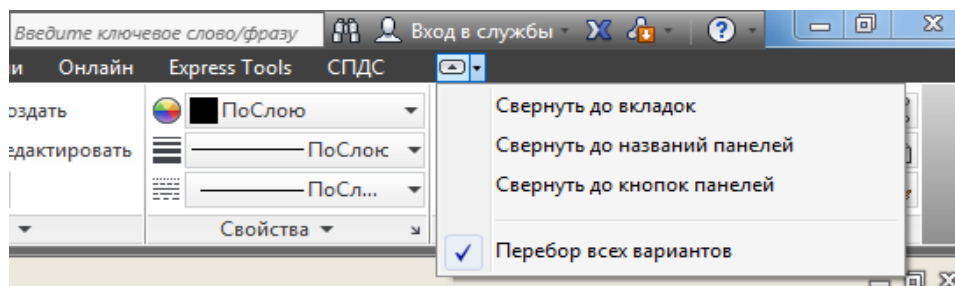 Введите ключевое слово/фразу Вход в службы
и Онлайн Express Tools СПДС
оздать ПоСлою Свернуть до вкладок
едактировать ПоСлою Свернуть до названий панелей
ПоСл... Свернуть до кнопок панелей
Свойства
Перебор всех вариантов